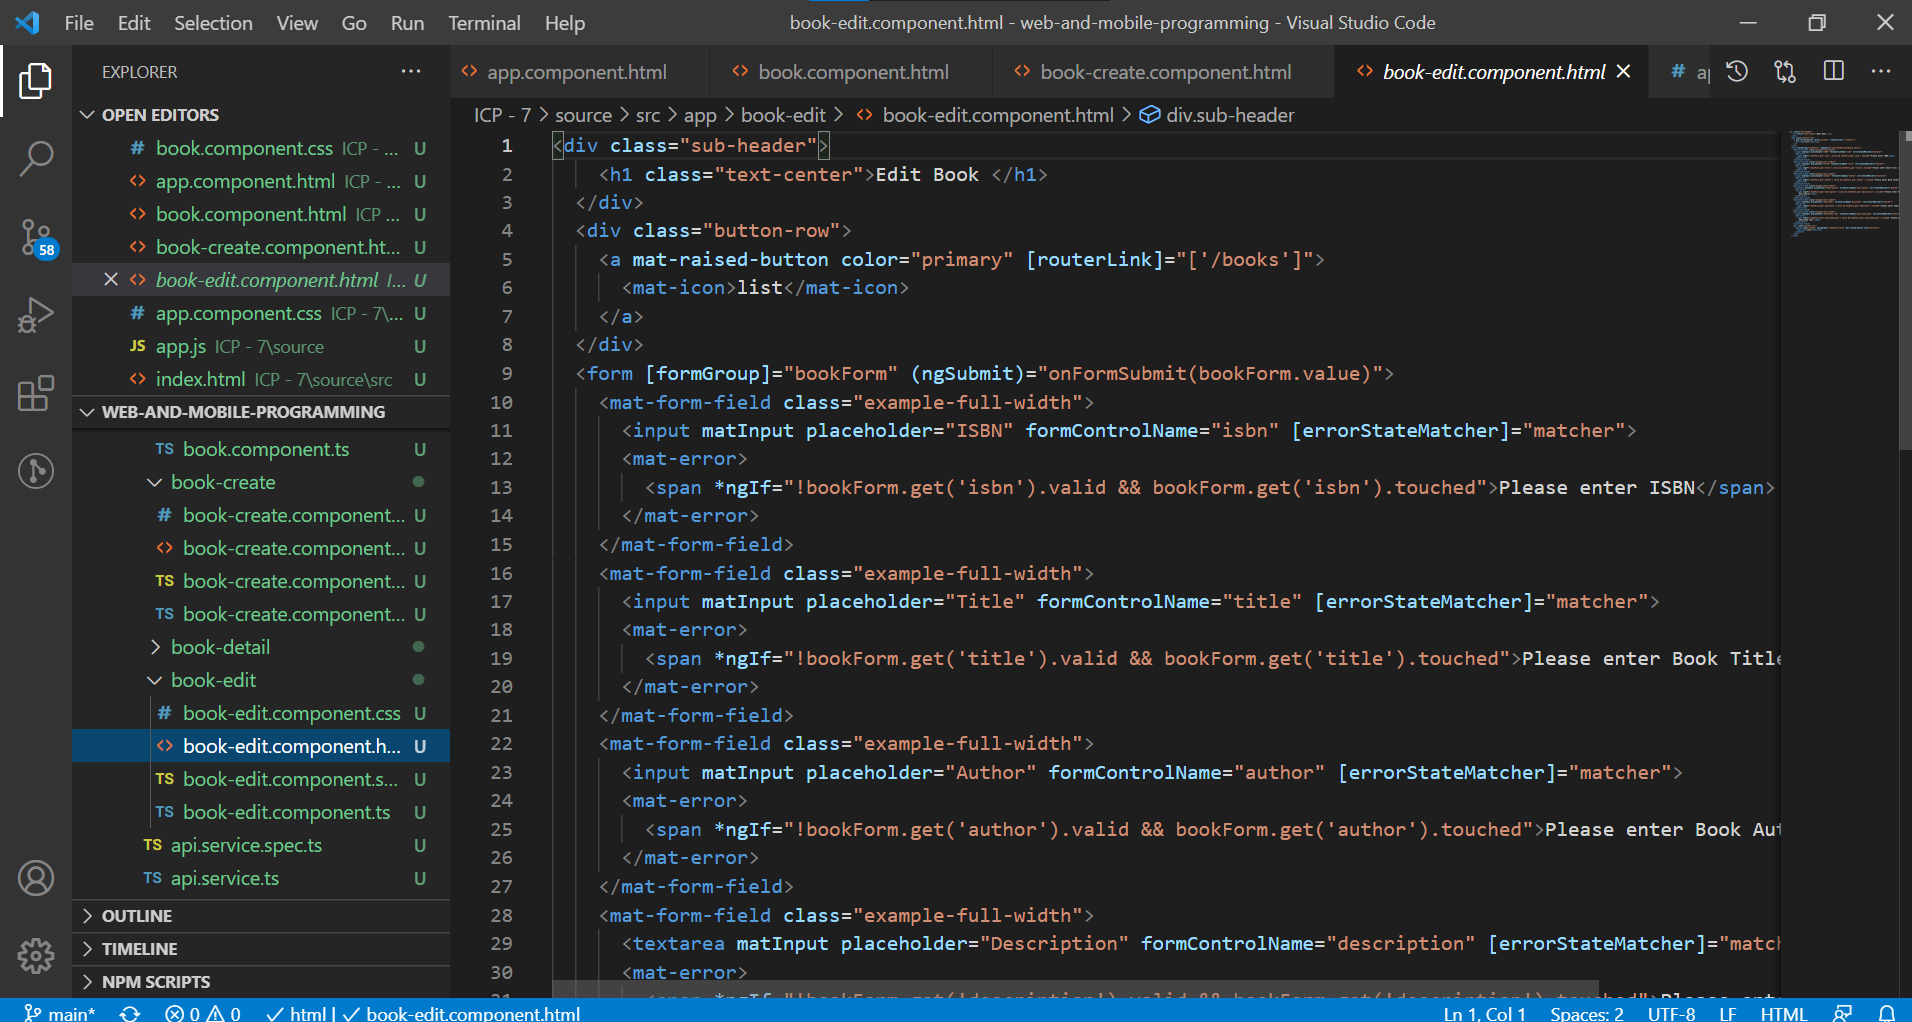 File Edit Selection View Go Run Terminal Help
book-edit.component.html - web-and-mobile-programming - Visual Studio Code
EXPLORER ···
OPEN EDITORS
# book.component.css ICP - ... U
<> app.component.html ICP - ... U
<> book.component.html ICP ... U
<> book-create.component.ht... U
<> book-edit.component.html I... U
# app.component.css ICP - 7\... U
JS app.js ICP - 7\source U
<> index.html ICP - 7\source\src U
WEB-AND-MOBILE-PROGRAMMING
TS book.component.ts U
book-create
# book-create.component... U
<> book-create.component... U
TS book-create.component... U
TS book-create.component... U
book-detail
book-edit
# book-edit.component.css U
<> book-edit.component.h... U
TS book-edit.component.s... U
TS book-edit.component.ts U
TS api.service.spec.ts U
TS api.service.ts U
OUTLINE
TIMELINE
NPM SCRIPTS
58
<> app.component.html <> book.component.html <> book-create.component.html <> book-edit.component.html # ap
ICP - 7 > source > src > app > book-edit > <> book-edit.component.html > div.sub-header
1 <div class="sub-header">
2 <h1 class="text-center">Edit Book </h1>
3 </div>
4 <div class="button-row">
5 <a mat-raised-button color="primary" [routerLink]="['/books']">
6 <mat-icon>list</mat-icon>
7 </a>
8 </div>
9 <form [formGroup]="bookForm" (ngSubmit)="onFormSubmit(bookForm.value)">
10 <mat-form-field class="example-full-width">
11 <input matInput placeholder="ISBN" formControlName="isbn" [errorStateMatcher]="matcher">
12 <mat-error>
13 <span *ngIf="!bookForm.get('isbn').valid && bookForm.get('isbn').touched">Please enter ISBN</span>
14 </mat-error>
15 </mat-form-field>
16 <mat-form-field class="example-full-width">
17 <input matInput placeholder="Title" formControlName="title" [errorStateMatcher]="matcher">
18 <mat-error>
19 <span *ngIf="!bookForm.get('title').valid && bookForm.get('title').touched">Please enter Book Title
20 </mat-error>
21 </mat-form-field>
22 <mat-form-field class="example-full-width">
23 <input matInput placeholder="Author" formControlName="author" [errorStateMatcher]="matcher">
24 <mat-error>
25 <span *ngIf="!bookForm.get('author').valid && bookForm.get('author').touched">Please enter Book Aut
26 </mat-error>
27 </mat-form-field>
28 <mat-form-field class="example-full-width">
29 <textarea matInput placeholder="Description" formControlName="description" [errorStateMatcher]="match
30 <mat-error>
31 <span *ngIf="!bookForm.get('description').valid && bookForm.get('description').touched">Please ent
main* 0 0 html | book-edit.component.html Ln 1, Col 1 Spaces: 2 UTF-8 LF HTML